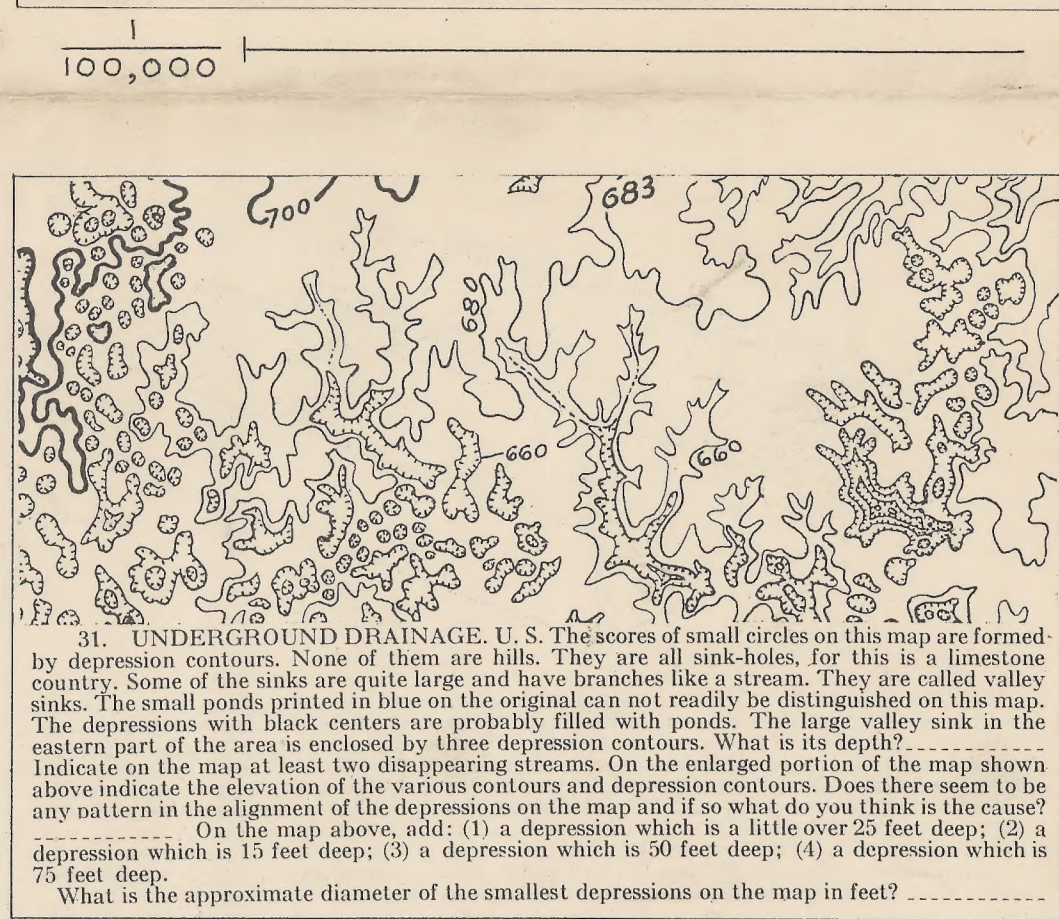 1
100,000
700
683
680
660
660
31. UNDERGROUND DRAINAGE. U. S. The scores of small circles on this map are formed
by depression contours. None of them are hills. They are all sink-holes, for this is a limestone
country. Some of the sinks are quite large and have branches like a stream. They are called valley
sinks. The small ponds printed in blue on the original can not readily be distinguished on this map.
The depressions with black centers are probably filled with ponds. The large valley sink in the
eastern part of the area is enclosed by three depression contours. What is its depth?____________
Indicate on the map at least two disappearing streams. On the enlarged portion of the map shown
above indicate the elevation of the various contours and depression contours. Does there seem to be
any pattern in the alignment of the depressions on the map and if so what do you think is the cause?
____________ On the map above, add: (1) a depression which is a little over 25 feet deep; (2) a
depression which is 15 feet deep; (3) a depression which is 50 feet deep; (4) a depression which is
75 feet deep.
What is the approximate diameter of the smallest depressions on the map in feet? ____________